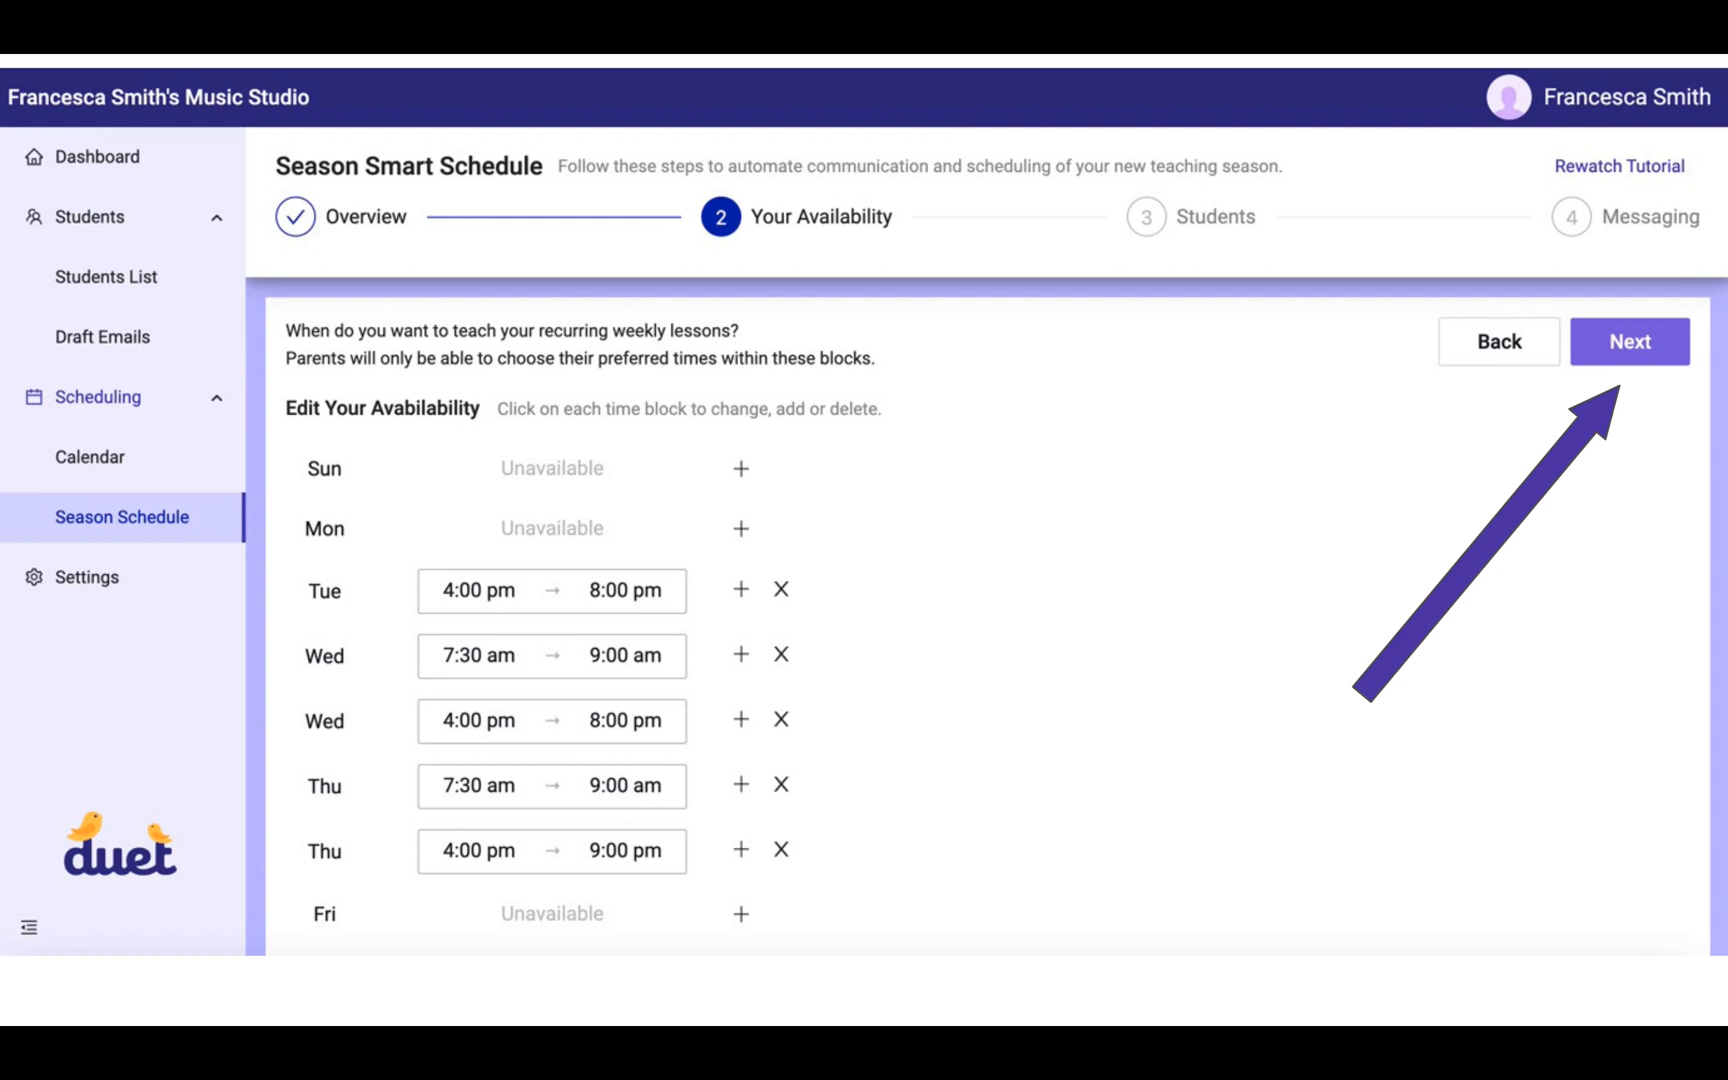 Francesca Smith's Music Studio
Francesca Smith
Dashboard
Students
Students List
Draft Emails
Scheduling
Calendar
Season Schedule
Settings
duet
Season Smart Schedule Follow these steps to automate communication and scheduling of your new teaching season.
Rewatch Tutorial
Overview
2 Your Availability
3 Students
4 Messaging
When do you want to teach your recurring weekly lessons?
Parents will only be able to choose their preferred times within these blocks.
Back
Next
Edit Your Avabilability Click on each time block to change, add or delete.
Sun Unavailable +
Mon Unavailable +
Tue 4:00 pm → 8:00 pm + X
Wed 7:30 am → 9:00 am + X
Wed 4:00 pm → 8:00 pm + X
Thu 7:30 am → 9:00 am + X
Thu 4:00 pm → 9:00 pm + X
Fri Unavailable +